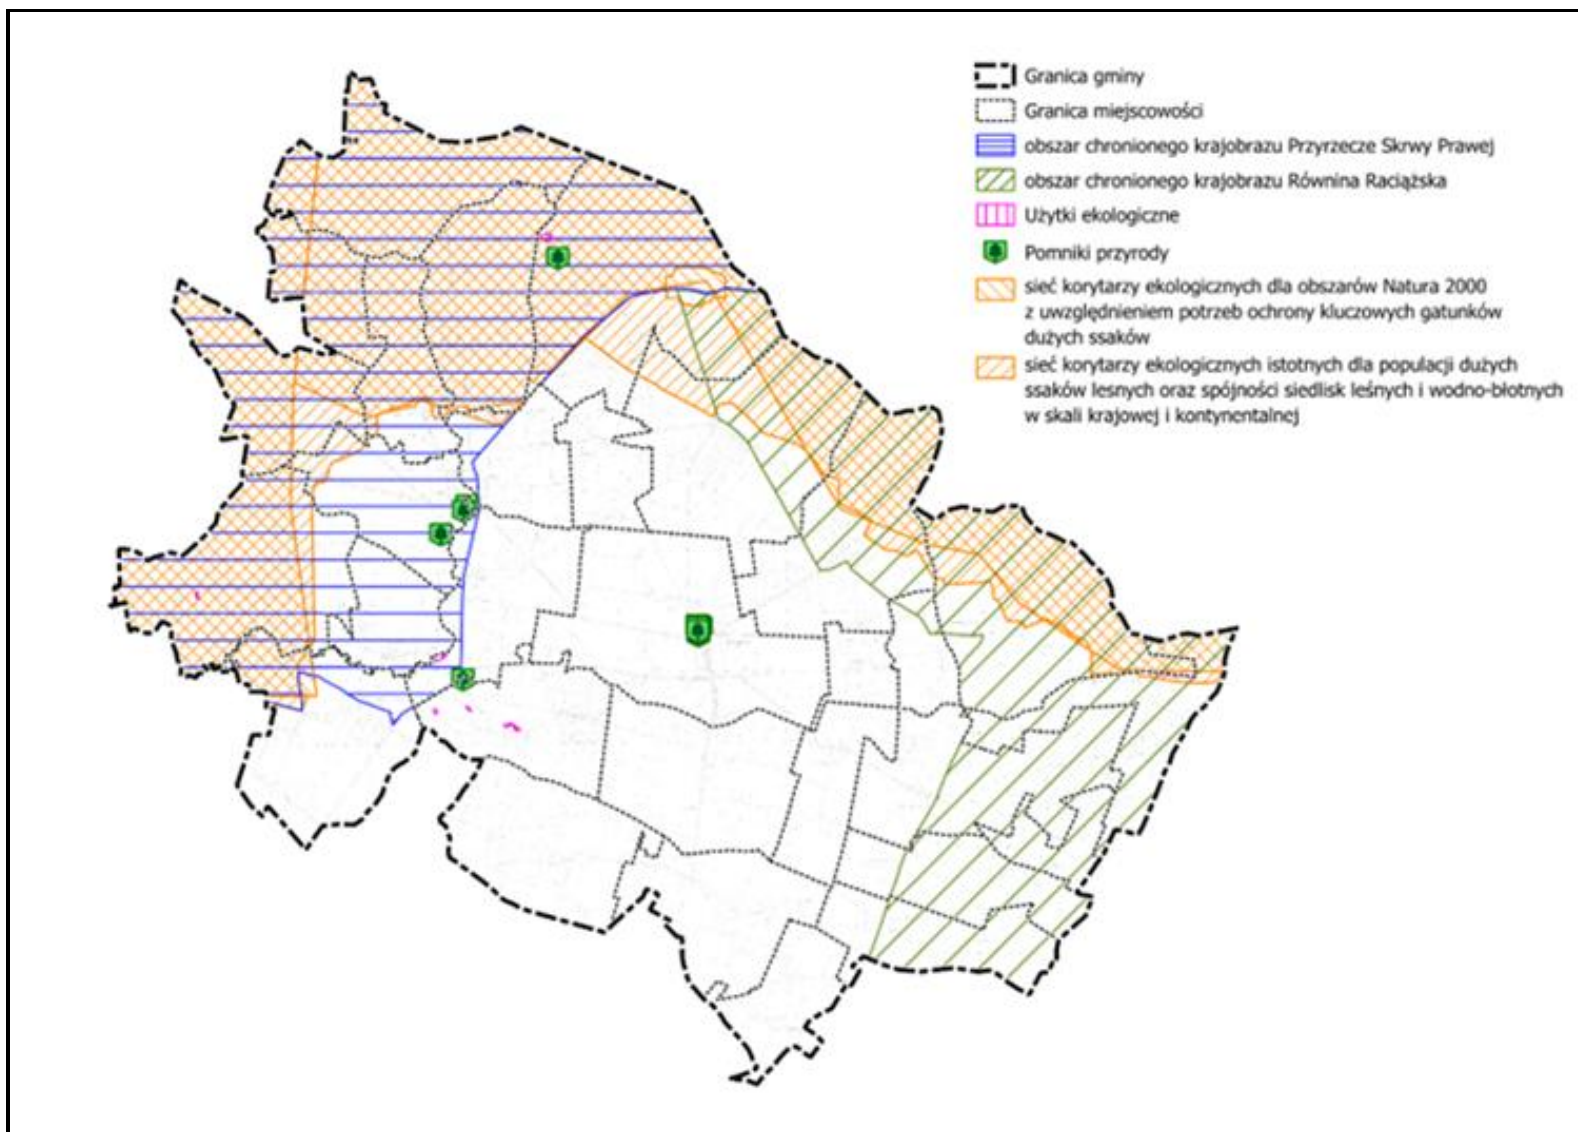 Granica gminy
Granica miejscowości
obszar chronionego krajobrazu Przyrzecze Skrwy Prawej
obszar chronionego krajobrazu Równina Raciążska
Użytki ekologiczne
Pomniki przyrody
sieć korytarzy ekologicznych dla obszarów Natura 2000
z uwzględnieniem potrzeb ochrony kluczowych gatunków
dużych ssaków
sieć korytarzy ekologicznych istotnych dla populacji dużych
ssaków lesnych oraz spójności siedlisk leśnych i wodno-błotnych
w skali krajowej i kontynentalnej